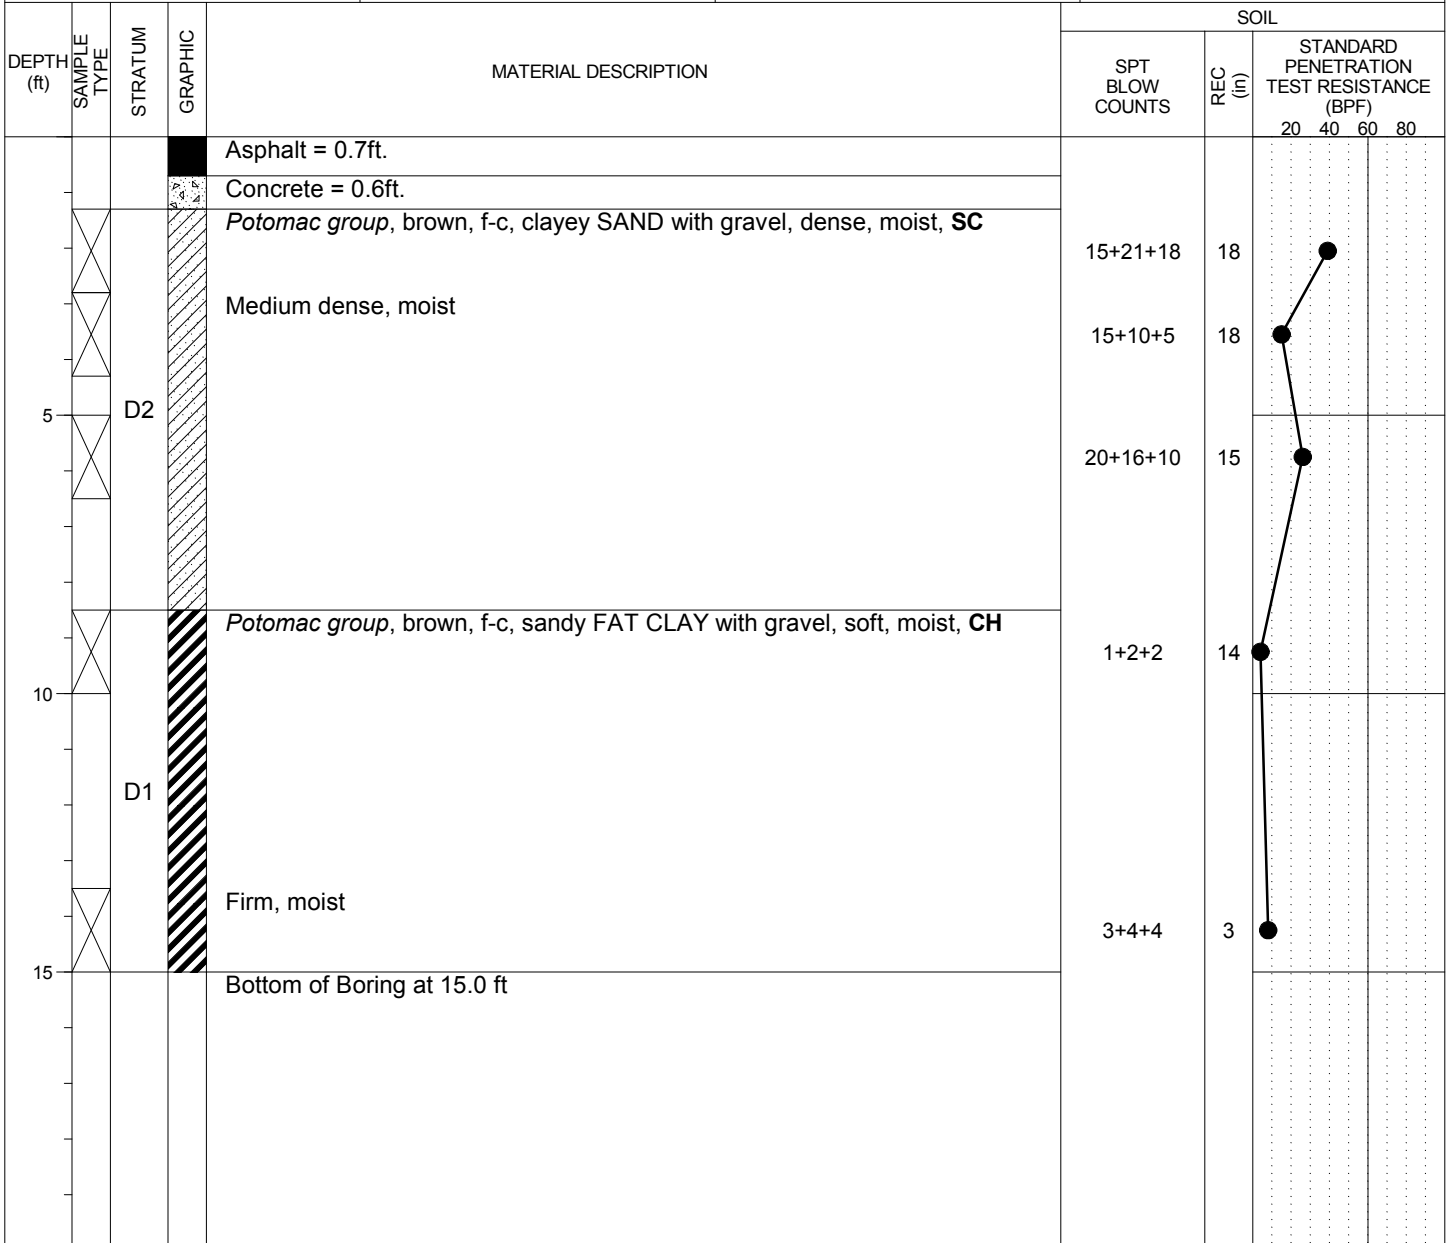 SOIL
DEPTH
(ft)
SAMPLE
TYPE
STRATUM
GRAPHIC
MATERIAL DESCRIPTION
SPT
BLOW
COUNTS
REC
(in)
STANDARD
PENETRATION
TEST RESISTANCE
(BPF)
20 40 60 80
Asphalt = 0.7ft.
Concrete = 0.6ft.
Potomac group, brown, f-c, clayey SAND with gravel, dense, moist, SC
15+21+18 18
Medium dense, moist
15+10+5 18
5 D2
20+16+10 15
Potomac group, brown, f-c, sandy FAT CLAY with gravel, soft, moist, CH
1+2+2 14
10
D1
Firm, moist
3+4+4 3
15
Bottom of Boring at 15.0 ft